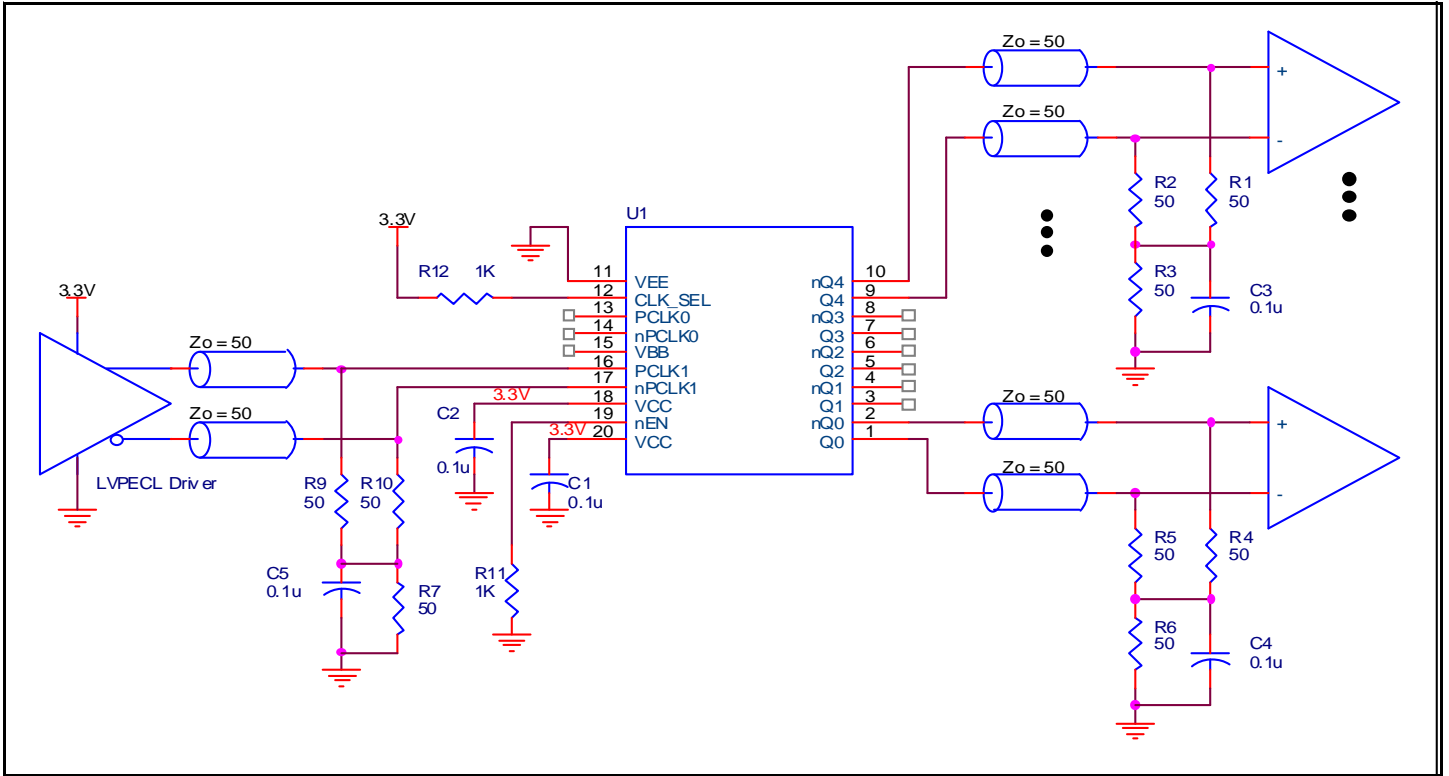 Zo = 50
+
Zo = 50
-
R2
50
R1
50
R3
50
C3
0.1u
3.3V
R12 1K
U1
11 VEE
12 CLK_SEL
13 PCLK0
14 nPCLK0
15 VBB
16 PCLK1
17 nPCLK1
18 VCC
19 nEN
20 VCC
nQ4 10
Q4 9
nQ3 8
Q3 7
nQ2 6
Q2 5
nQ1 4
Q1 3
nQ0 2
Q0 1
3.3V
Zo = 50
Zo = 50
LVPECL Driver
3.3V
C2
0.1u
3.3V
C1
0.1u
R9
50
R10
50
C5
0.1u
R7
50
R11
1K
Zo = 50
+
Zo = 50
-
R5
50
R4
50
R6
50
C4
0.1u